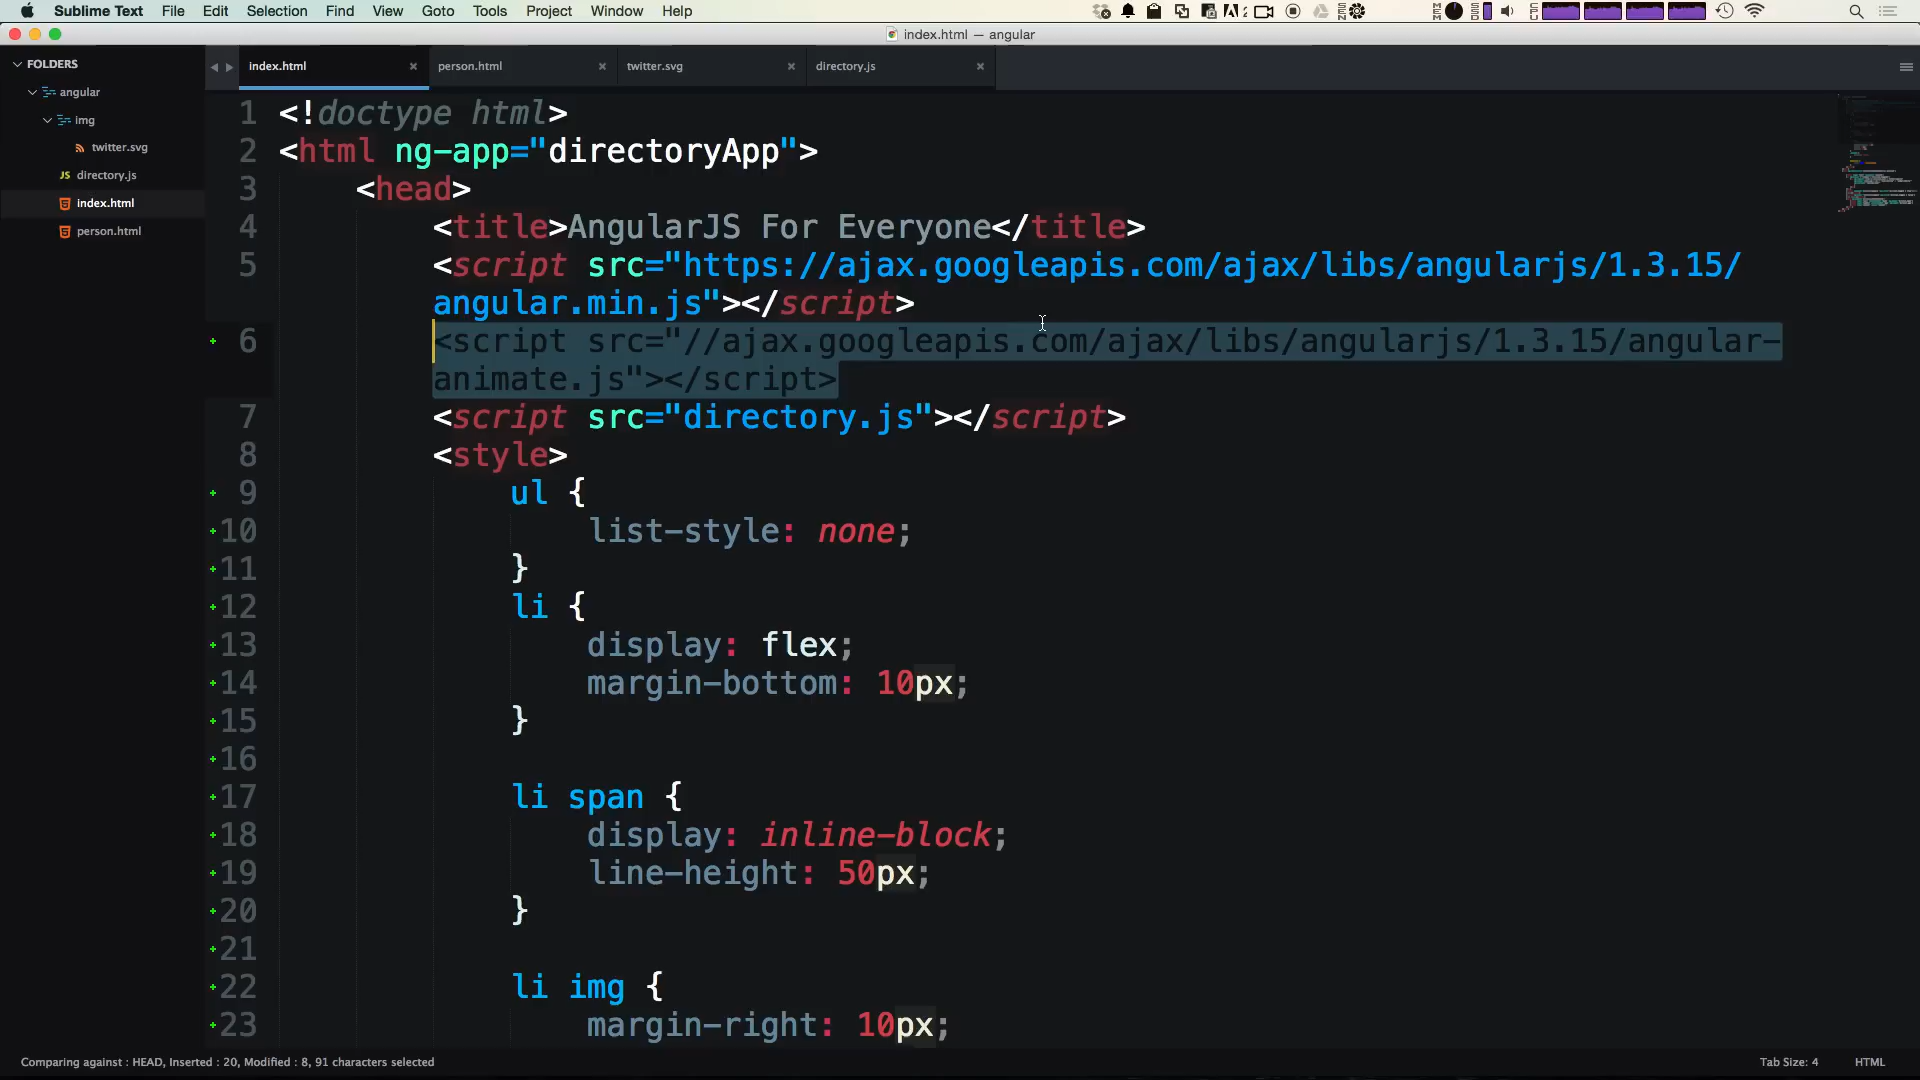 Sublime Text File Edit Selection Find View Goto Tools Project Window Help
index.html — angular
FOLDERS
angular
img
twitter.svg
directory.js
index.html
person.html
index.html person.html twitter.svg directory.js
1 <!doctype html>
2 <html ng-app="directoryApp">
3 <head>
4 <title>AngularJS For Everyone</title>
5 <script src="https://ajax.googleapis.com/ajax/libs/angularjs/1.3.15/
angular.min.js"></script>
6 <script src="//ajax.googleapis.com/ajax/libs/angularjs/1.3.15/angular-
animate.js"></script>
7 <script src="directory.js"></script>
8 <style>
9 ul {
10 list-style: none;
11 }
12 li {
13 display: flex;
14 margin-bottom: 10px;
15 }
16
17 li span {
18 display: inline-block;
19 line-height: 50px;
20 }
21
22 li img {
23 margin-right: 10px;
Comparing against : HEAD, Inserted : 20, Modified : 8, 91 characters selected
Tab Size: 4 HTML